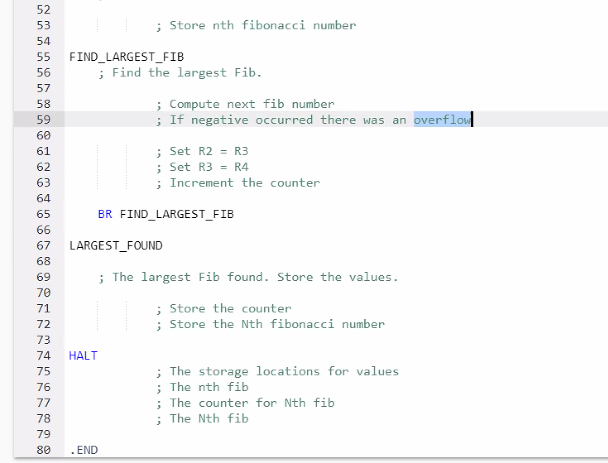 52
53 ; Store nth fibonacci number
54
55 FIND_LARGEST_FIB
56 ; Find the largest Fib.
57
58 ; Compute next fib number
59 ; If negative occurred there was an overflow
60
61 ; Set R2 = R3
62 ; Set R3 = R4
63 ; Increment the counter
64
65 BR FIND_LARGEST_FIB
66
67 LARGEST_FOUND
68
69 ; The largest Fib found. Store the values.
70
71 ; Store the counter
72 ; Store the Nth fibonacci number
73
74 HALT
75 ; The storage locations for values
76 ; The nth fib
77 ; The counter for Nth fib
78 ; The Nth fib
79
80 .END